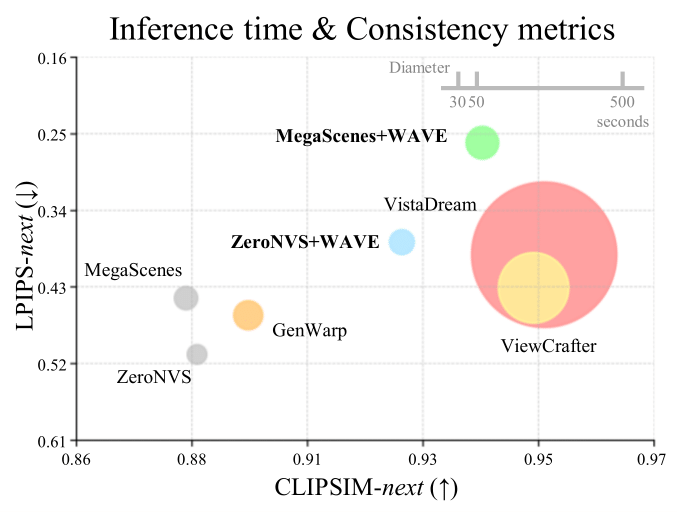 Inference time & Consistency metrics
Diameter
30 50 500
seconds
0.16
0.25
0.34
0.43
0.52
0.61
LPIPS-next (↓)
MegaScenes+WAVE
VistaDream
ZeroNVS+WAVE
MegaScenes
GenWarp
ViewCrafter
ZeroNVS
0.86 0.88 0.91 0.93 0.95 0.97
CLIPSIM-next (↑)